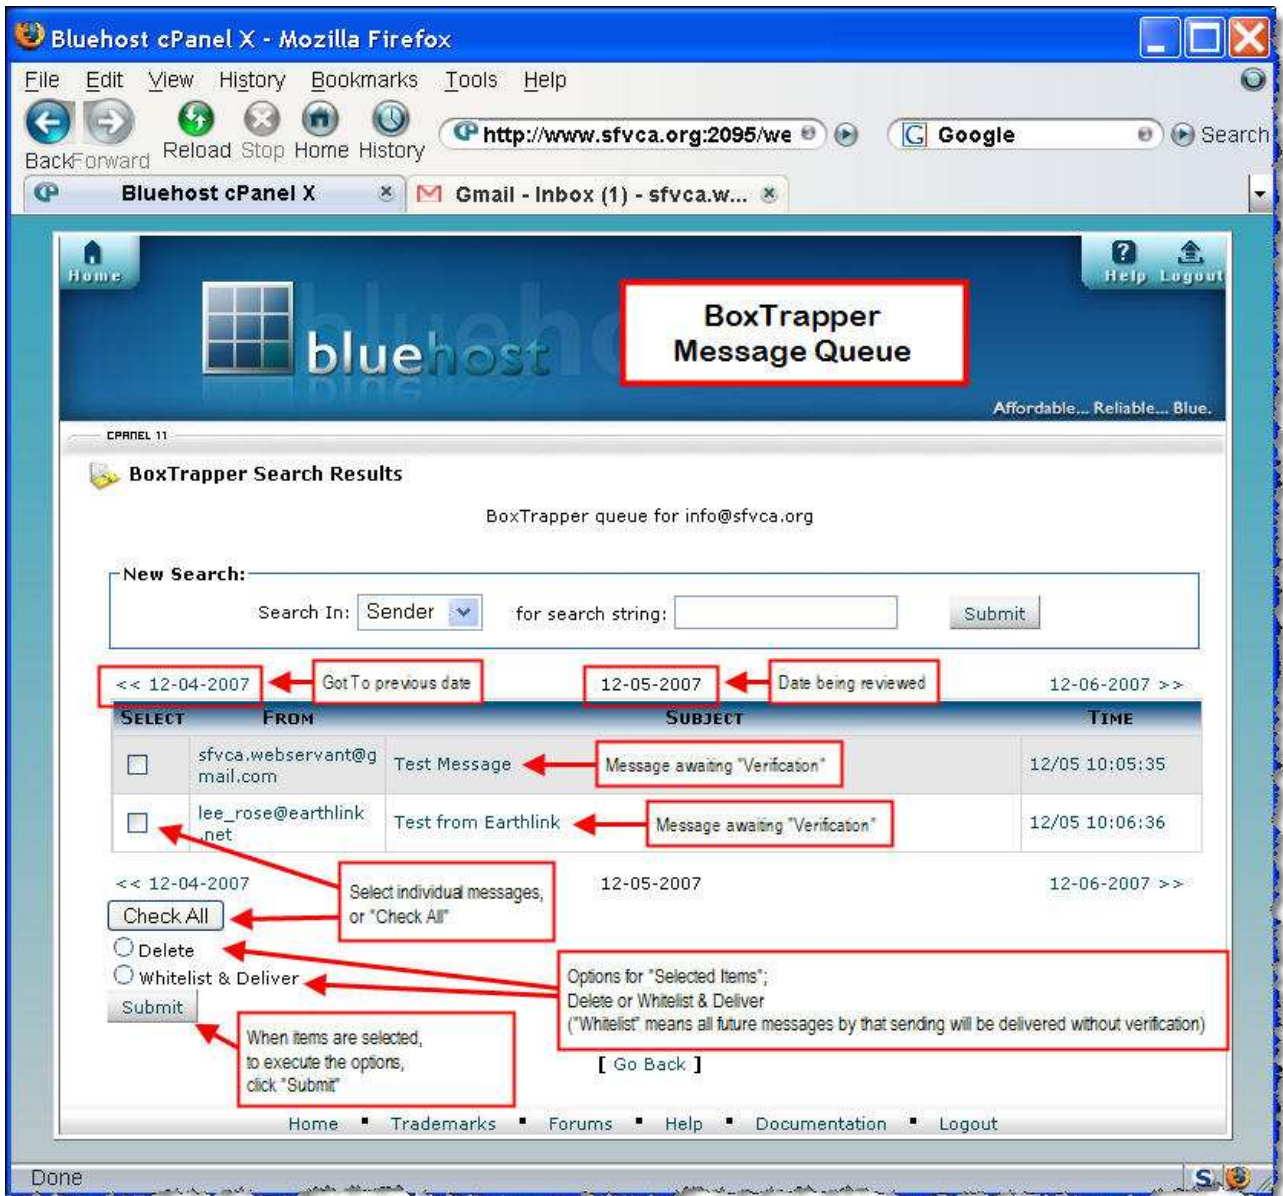 Bluehost cPanel X - Mozilla Firefox
File Edit View History Bookmarks Tools Help
Back Forward Reload Stop Home History
http://www.sfvca.org:2095/we
Google
Search
Bluehost cPanel X
Gmail - Inbox (1) - sfvca.w...
Home
Help Logout
bluehost
BoxTrapper
Message Queue
Affordable... Reliable... Blue.
CPANEL 11
BoxTrapper Search Results
BoxTrapper queue for info@sfvca.org
New Search:
Search In: Sender for search string: Submit
<< 12-04-2007
Got To previous date
12-05-2007
Date being reviewed
12-06-2007 >>
SELECT FROM SUBJECT TIME
sfvca.webservant@g
mail.com
Test Message
Message awaiting "Verification"
12/05 10:05:35
lee_rose@earthlink
.net
Test from Earthlink
Message awaiting "Verification"
12/05 10:06:36
<< 12-04-2007
12-05-2007
12-06-2007 >>
Select individual messages,
or "Check All"
Check All
Delete
Whitelist & Deliver
Submit
Options for "Selected Items";
Delete or Whitelist & Deliver
("Whitelist" means all future messages by that sending will be delivered without verification)
When items are selected,
to execute the options,
click "Submit"
[ Go Back ]
Home ▪ Trademarks ▪ Forums ▪ Help ▪ Documentation ▪ Logout
Done